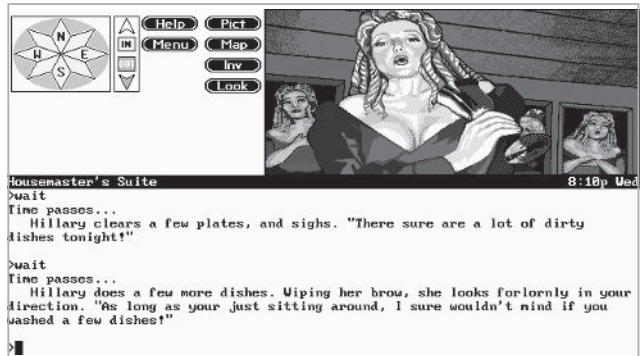 N
W
E
S
IN
OUT
Help
Menu
Pict
Map
Inv
Look
Housemaster's Suite 8:10p Wed
>wait
Time passes...
Hillary clears a few plates, and sighs. "There sure are a lot of dirty
dishes tonight!"
>wait
Time passes...
Hillary does a few more dishes. Wiping her brow, she looks forlornly in your
direction. "As long as your just sitting around, I sure wouldn't mind if you
washed a few dishes!"
>